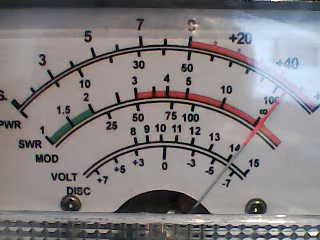 3 5 7 9 +20 +40 +
S.
PWR 10 30 50 100
1 1.5 2 3 4 5 10 ∞
SWR
MOD 25 50 75 100
8 9 10 11 12 13 14 15
VOLT
DISC +7 +5 +3 0 -3 -5 -7